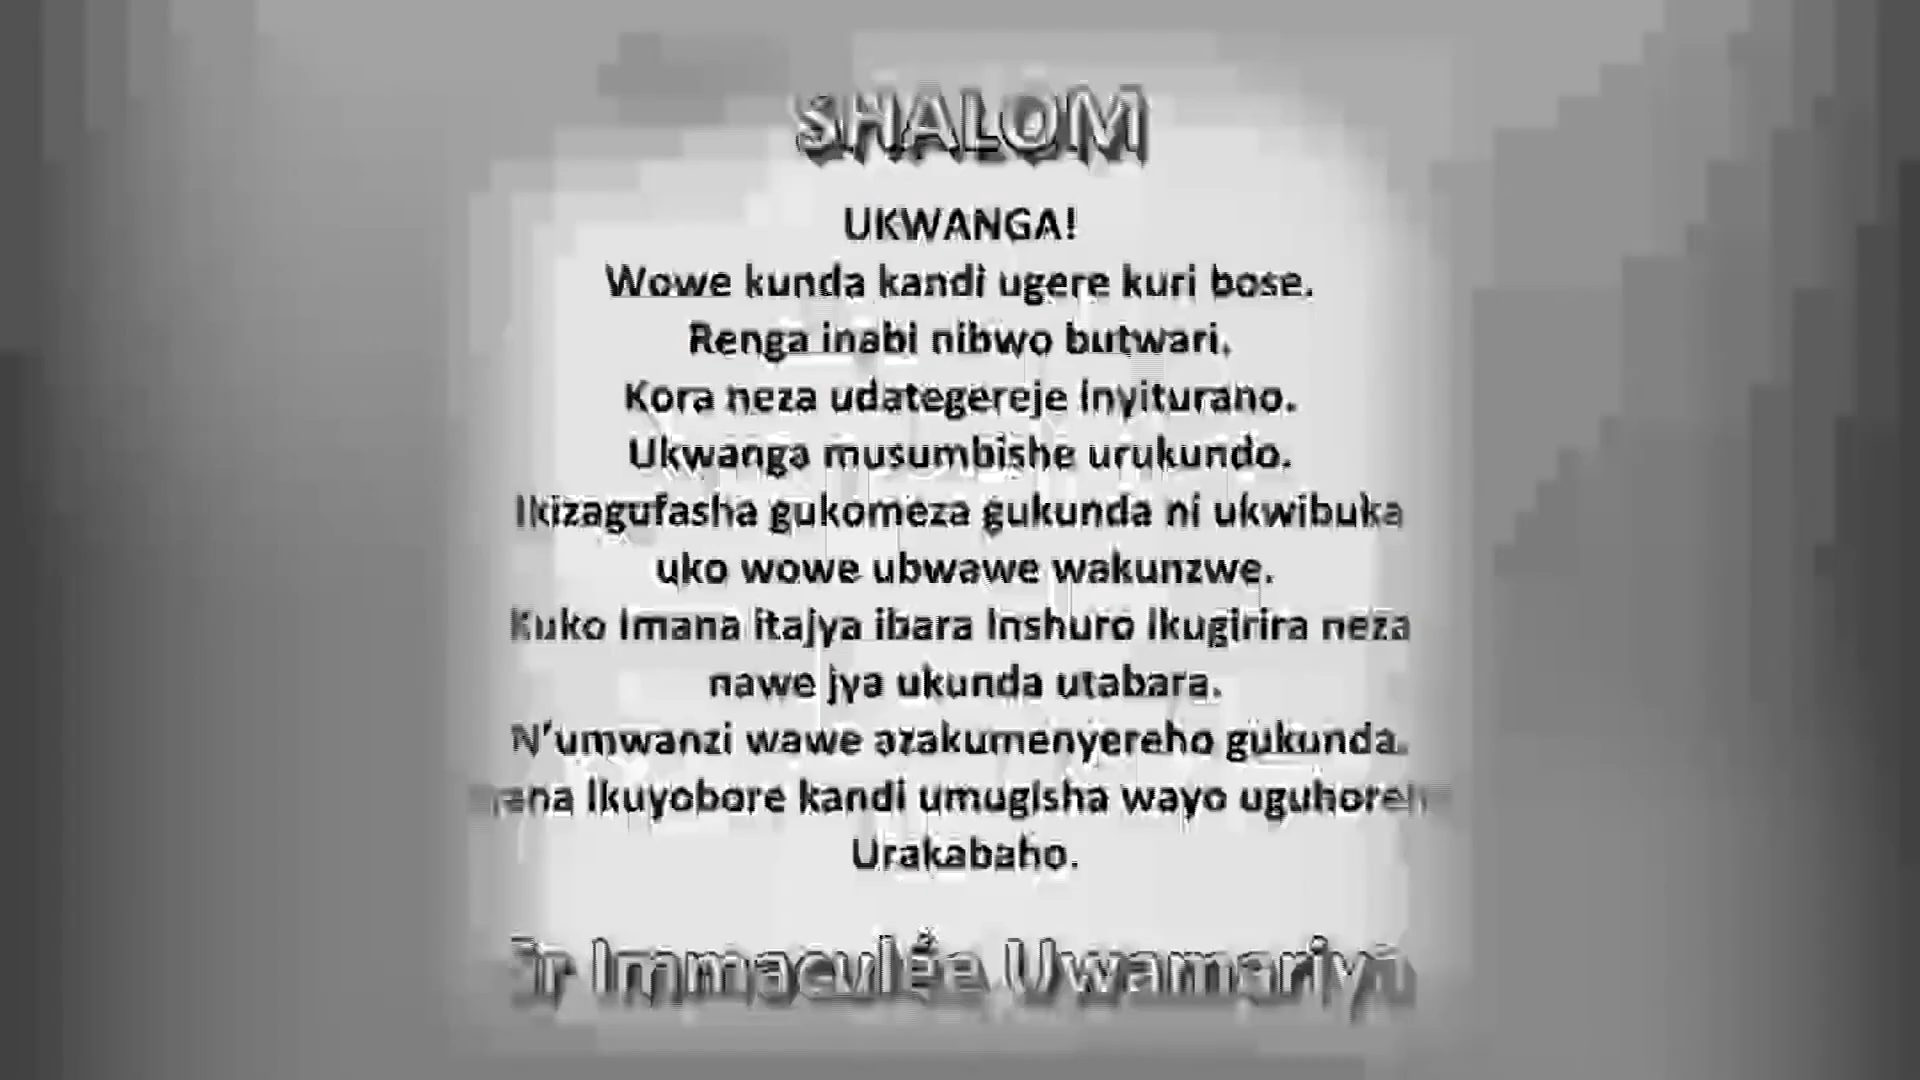 SHALOM
UKWANGA!
Wowe kunda kandi ugere kuri bose.
Renga inabi nibwo butwari.
Kora neza udategereje inyiturano.
Ukwanga musumbishe urukundo.
Ikizagufasha gukomeza gukunda ni ukwibuka
uko wowe ubwawe wakunzwe.
Kuko Imana itajya ibara inshuro ikugirira neza
nawe jya ukunda utabara.
N'umwanzi wawe azakumenyereho gukunda.
ikuyobore kandi umugisha wayo
Urakabaho.
Sr Immaculée Uwamariya